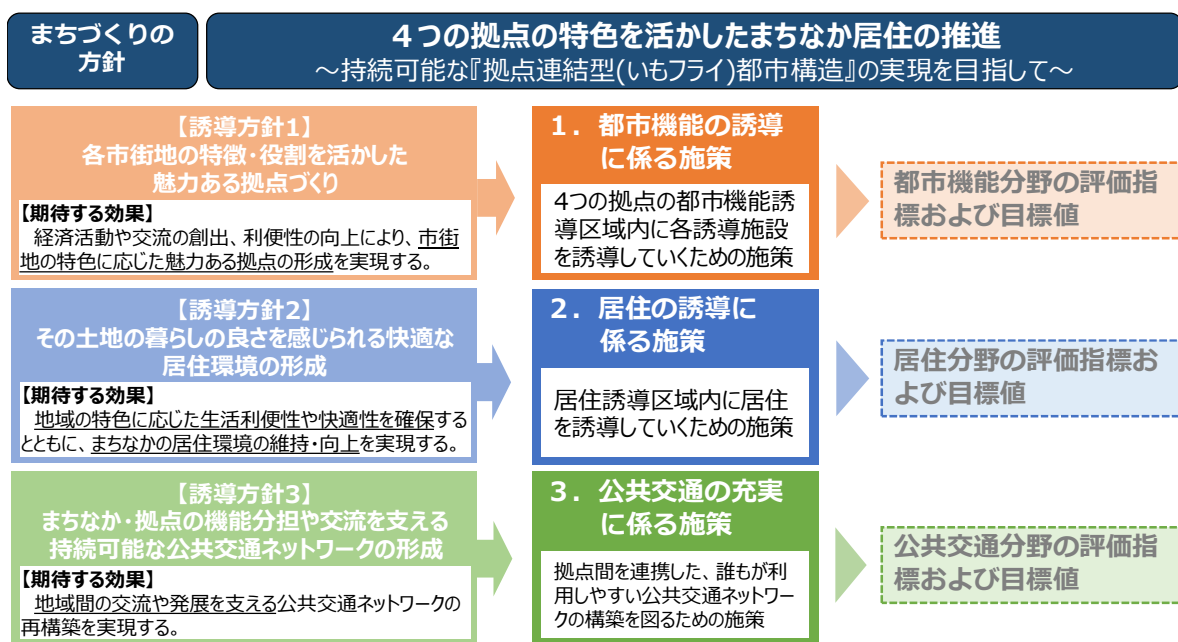 まちづくりの
方針
４つの拠点の特色を活かしたまちなか居住の推進
～持続可能な『拠点連結型(いもフライ)都市構造』の実現を目指して～
【誘導方針1】
各市街地の特徴・役割を活かした
魅力ある拠点づくり
【期待する効果】
経済活動や交流の創出、利便性の向上により、市街
地の特色に応じた魅力ある拠点の形成を実現する。
１．都市機能の誘導
に係る施策
4つの拠点の都市機能誘
導区域内に各誘導施設
を誘導していくための施策
都市機能分野の評価指
標および目標値
【誘導方針2】
その土地の暮らしの良さを感じられる快適な
居住環境の形成
【期待する効果】
地域の特色に応じた生活利便性や快適性を確保する
とともに、まちなかの居住環境の維持・向上を実現する。
２．居住の誘導に
係る施策
居住誘導区域内に居住
を誘導していくための施策
居住分野の評価指標お
よび目標値
【誘導方針3】
まちなか・拠点の機能分担や交流を支える
持続可能な公共交通ネットワークの形成
【期待する効果】
地域間の交流や発展を支える公共交通ネットワークの
再構築を実現する。
３．公共交通の充実
に係る施策
拠点間を連携した、誰もが利
用しやすい公共交通ネットワー
クの構築を図るための施策
公共交通分野の評価指
標および目標値